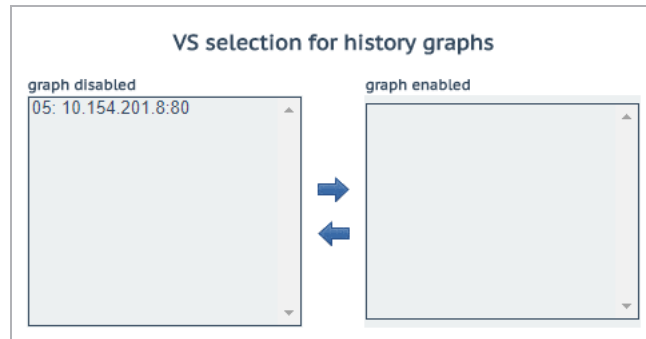 VS selection for history graphs
graph disabled
graph enabled
05: 10.154.201.8:80